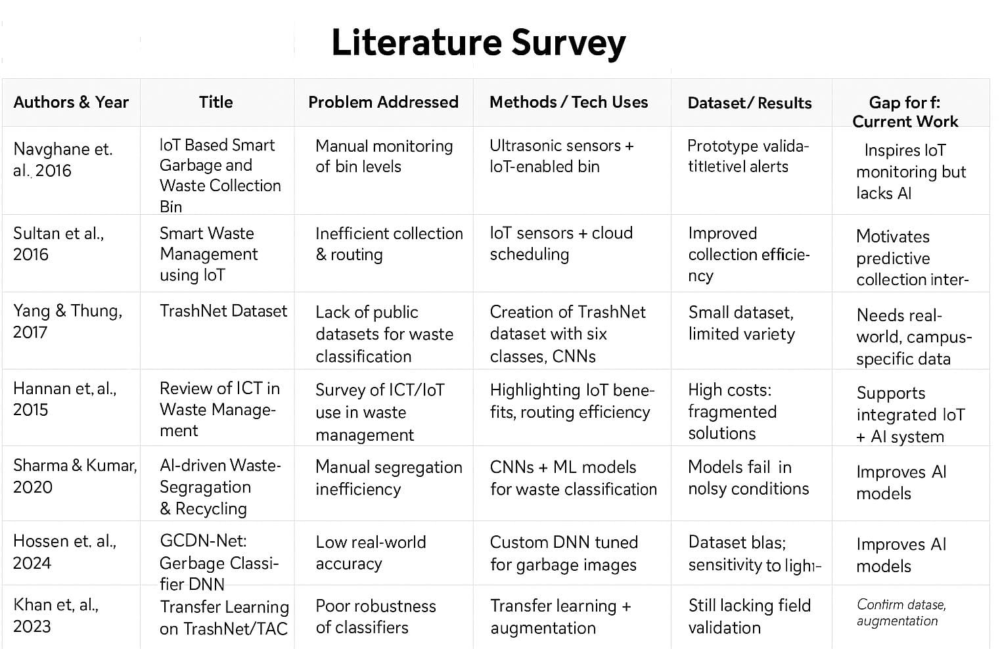 Literature Survey
Authors & Year
Title
Problem Addressed
Methods / Tech Uses
Dataset/ Results
Gap for f:
Current Work
Navghane et.
al., 2016
IoT Based Smart
Garbage and
Waste Collection
Bin
Manual monitoring
of bin levels
Ultrasonic sensors +
IoT-enabled bin
Prototype valida-
titletivel alerts
Inspires IoT
monitoring but
lacks AI
Sultan et al.,
2016
Smart Waste
Management
using IoT
Inefficient collection
& routing
IoT sensors + cloud
scheduling
Improved
collection efficie-
ncy
Motivates
predictive
collection inter-
Yang & Thung,
2017
TrashNet Dataset
Lack of public
datasets for waste
classification
Creation of TrashNet
dataset with six
classes, CNNs
Small dataset,
limited variety
Needs real-
world, campus-
specific data
Hannan et, al.,
2015
Review of ICT in
Waste Manage-
ment
Survey of ICT/IoT
use in waste
management
Highlighting IoT bene-
fits, routing efficiency
High costs:
fragmented
solutions
Supports
integrated IoT
+ AI system
Sharma & Kumar,
2020
AI-driven Waste-
Segragation
& Recycling
Manual segregation
inefficiency
CNNs + ML models
for waste classification
Models fail in
nolsy conditions
Improves AI
models
Hossen et. al.,
2024
GCDN-Net:
Gerbage Classi-
fier DNN
Low real-world
accuracy
Custom DNN tuned
for garbage images
Dataset blas;
sensitivity to
Improves AI
models
Khan et, al.,
2023
Transfer Learning
on TrashNet/TAC
Poor robustness
of classifiers
Transfer learning +
augmentation
Still lacking field
validation
Confirm datase,
augmentation